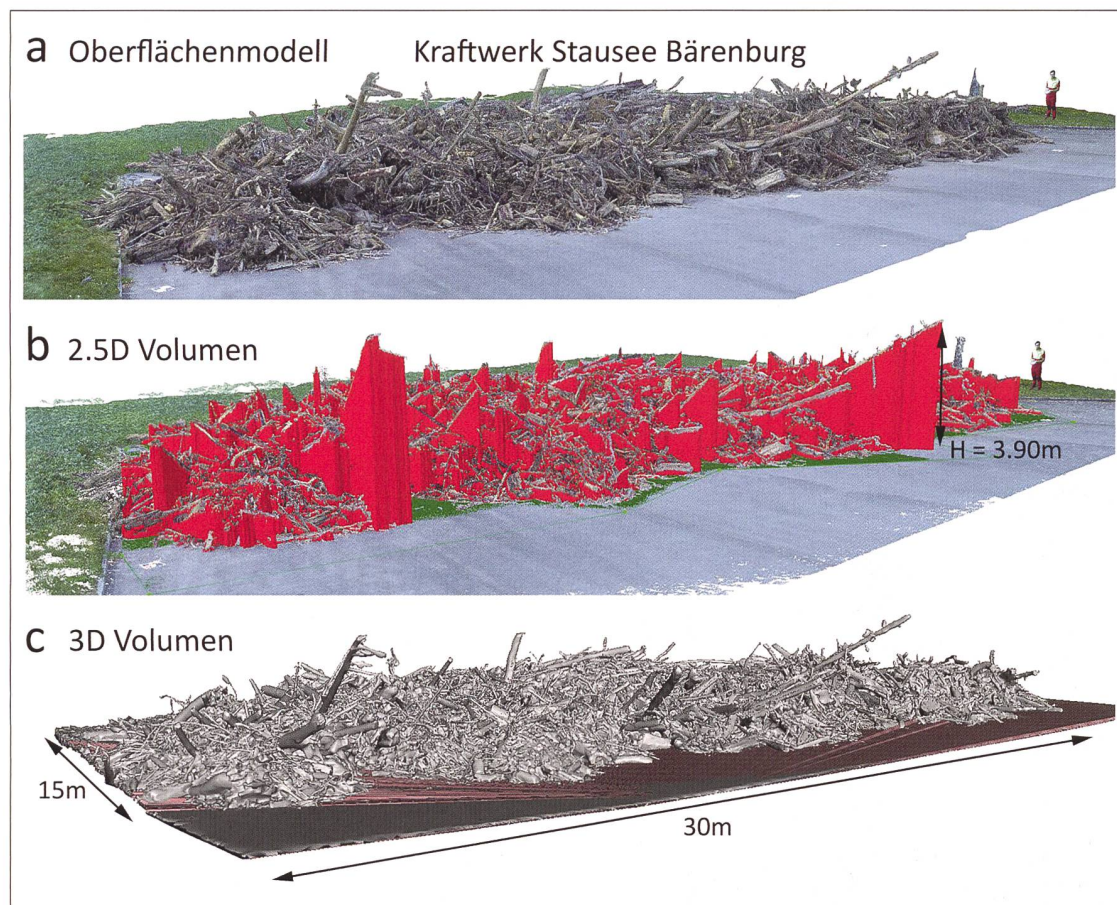 a Oberflächenmodell Kraftwerk Stausee Bärenburg
b 2.5D Volumen
H = 3.90m
c 3D Volumen
15m
30m